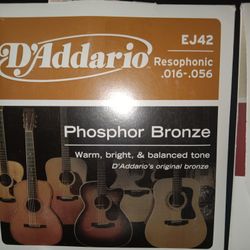 EJ42
D'Addario
Resophonic
.016-.056
Phosphor Bronze
Warm, bright, & balanced tone
D'Addario's original bronze